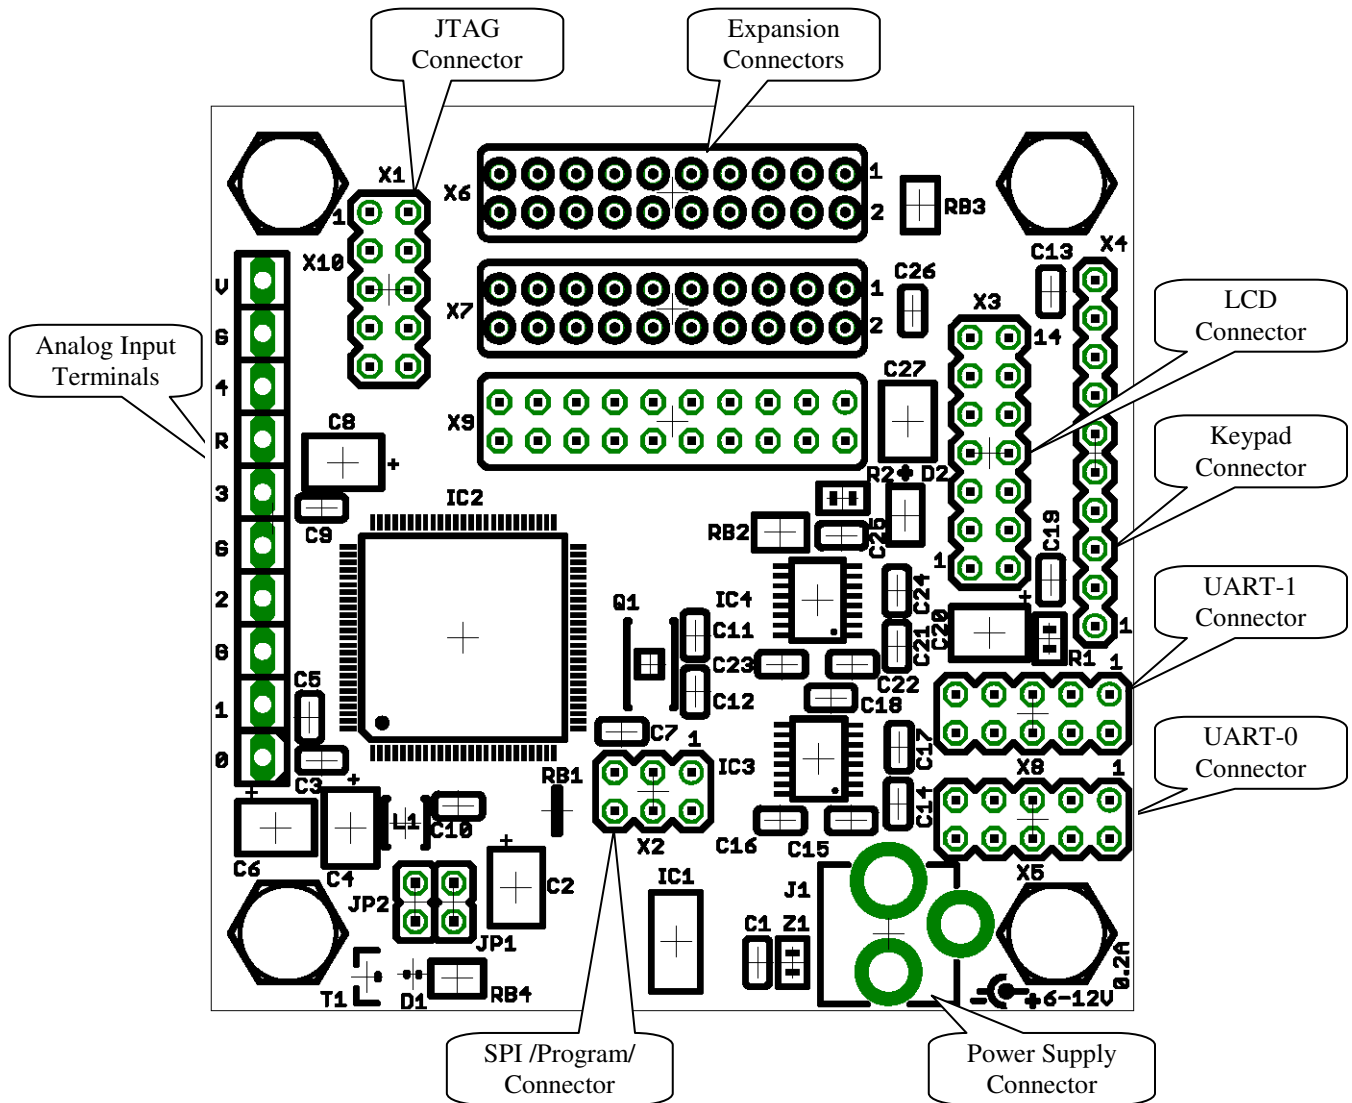 JTAG
Connector
Expansion
Connectors
X1
1
X10
X6
1
2
RB3
X7
1
2
C26
X3
14
C13
X4
LCD
Connector
Analog Input
Terminals
V
G
4
R
3
G
2
G
1
0
C8
+
C9
X9
C27
R2
+
D2
Keypad
Connector
IC2
RB2
C25
C19
1
IC4
C24
C21
C20
+
R1
1
UART-1
Connector
Q1
C11
C23
C22
C12
C18
C5
C7
1
IC3
C17
X8
1
UART-0
Connector
C3
+
+
L1
C10
RB1
X2
C16
C15
C14
C6
C4
+
C2
IC1
J1
X5
JP2
JP1
C1
Z1
T1
D1
RB4
- + 6-12V
0.2A
SPI /Program/
Connector
Power Supply
Connector